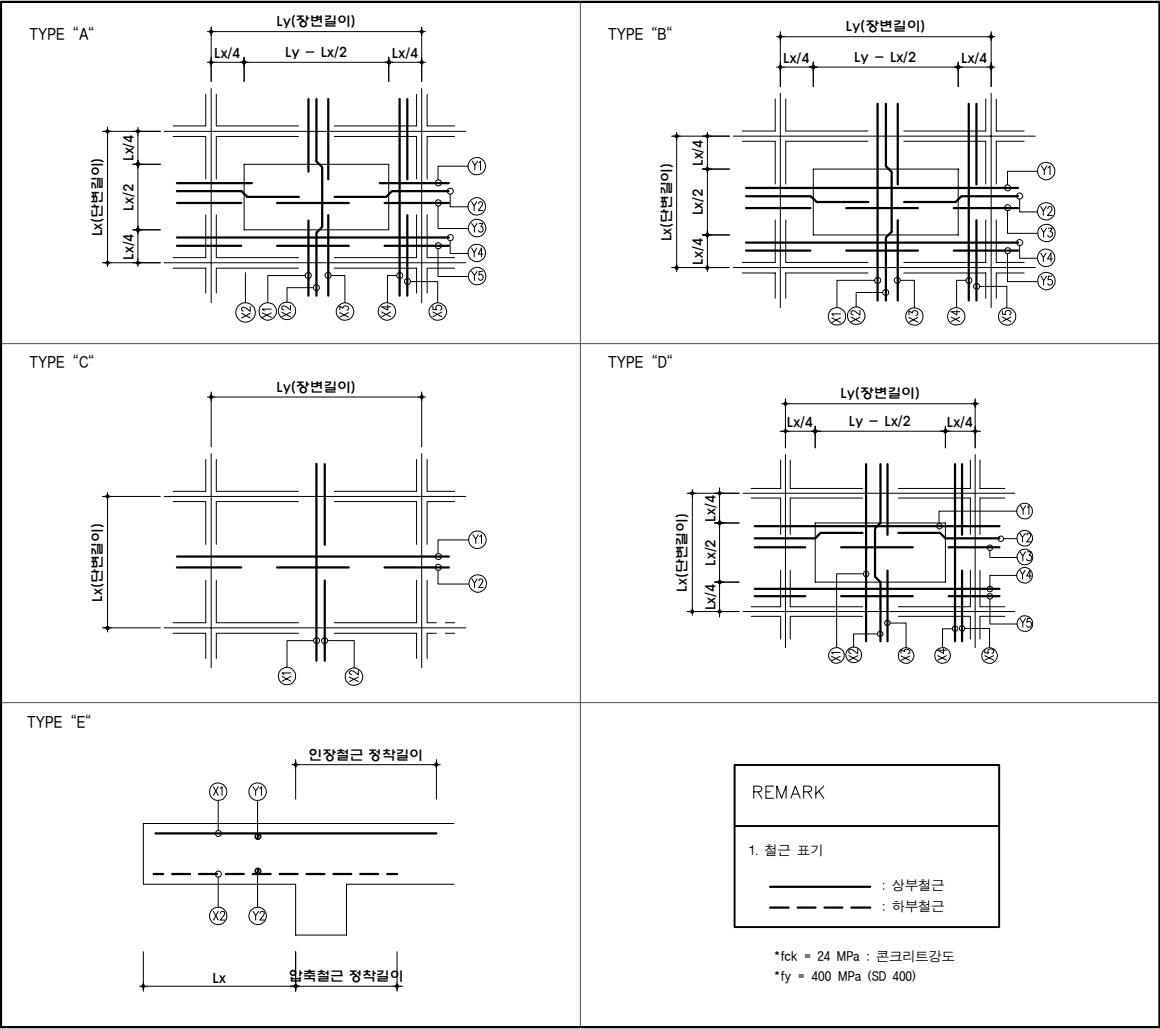 TYPE “A“
Ly(장변길이)
Lx/4
Ly - Lx/2
Lx/4
Lx(단변길이)
Lx/4
Lx/2
Lx/4
Y1
Y2
Y3
Y4
Y5
X2
X1
X2
X3
X4
X5
TYPE “B“
Ly(장변길이)
Lx/4
Ly - Lx/2
Lx/4
Lx(단변길이)
Lx/4
Lx/2
Lx/4
Y1
Y2
Y3
Y4
Y5
X1
X2
X3
X4
X5
TYPE “C“
Ly(장변길이)
Lx(단변길이)
Y1
Y2
X1
X2
TYPE “D“
Ly(장변길이)
Lx/4
Ly - Lx/2
Lx/4
Lx(단변길이)
Lx/4
Lx/2
Lx/4
Y1
Y2
Y3
Y4
Y5
X1
X2
X3
X4
X5
TYPE “E“
인장철근 정착길이
X1
Y1
X2
Y2
Lx
압축철근 정착길이
REMARK
1. 철근 표기
: 상부철근
: 하부철근
*fck = 24 MPa : 콘크리트강도
*fy = 400 MPa (SD 400)